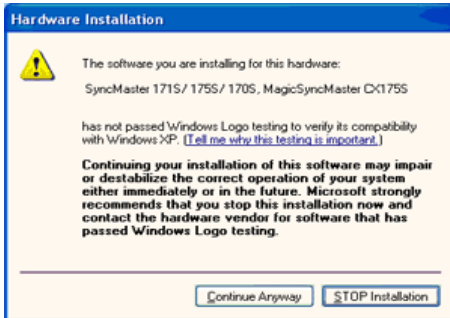 Hardware Installation
The software you are installing for this hardware:
SyncMaster 171S/ 175S/ 170S, MagicSyncMaster CX175S
has not passed Windows Logo testing to verify its compatibility
with Windows XP. (Tell me why this testing is important.)
Continuing your installation of this software may impair
or destabilize the correct operation of your system
either immediately or in the future. Microsoft strongly
recommends that you stop this installation now and
contact the hardware vendor for software that has
passed Windows Logo testing.
Continue Anyway
STOP Installation